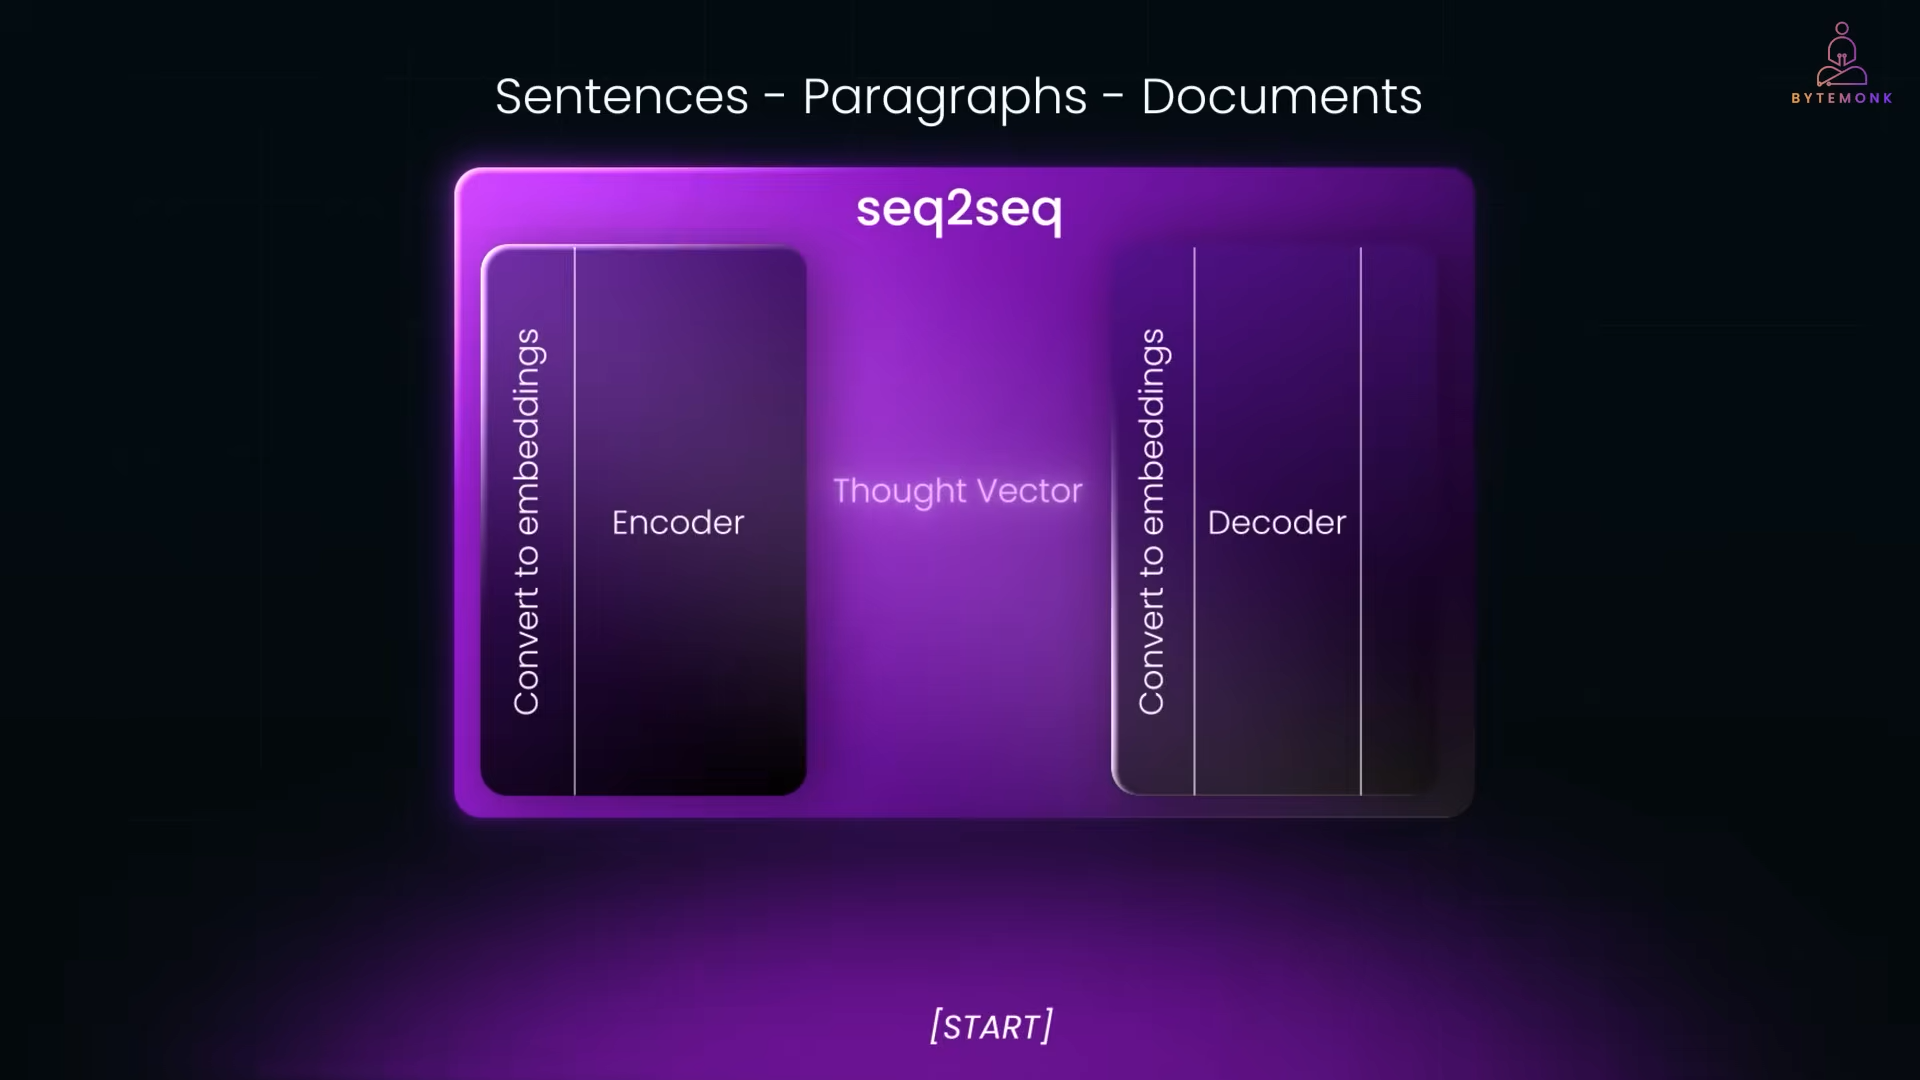 Sentences - Paragraphs - Documents
BYTEMONK
seq2seq
Convert to embeddings
Encoder
Thought Vector
Convert to embeddings
Decoder
[START]